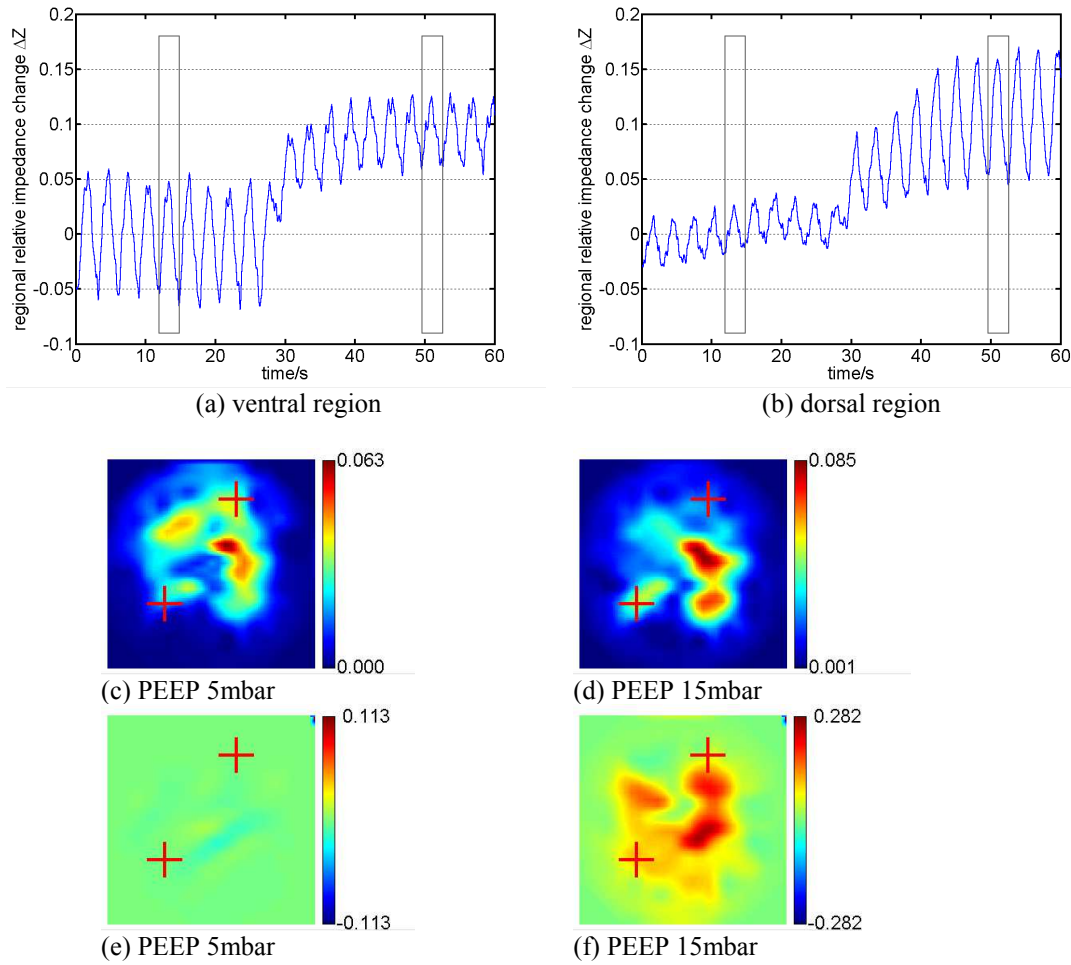 regional relative impedance change ΔZ
0.2
0.15
0.1
0.05
0
-0.05
-0.1
0 10 20 30 40 50 60
time/s
(a) ventral region
regional relative impedance change ΔZ
0.2
0.15
0.1
0.05
0
-0.05
-0.1
0 10 20 30 40 50 60
time/s
(b) dorsal region
0.063
0.000
(c) PEEP 5mbar
0.085
0.001
(d) PEEP 15mbar
0.113
-0.113
(e) PEEP 5mbar
0.282
-0.282
(f) PEEP 15mbar